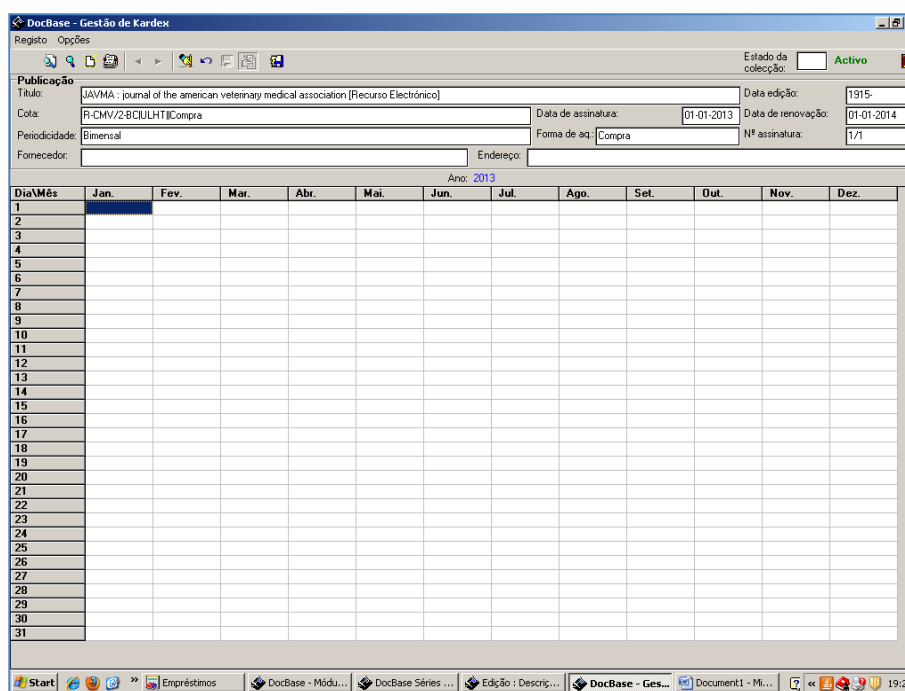 DocBase - Gestão de Kardex
Registo Opções
Estado da colecção: Activo
Publicação
Titulo: JAVMA : journal of the american veterinary medical association [Recurso Electrónico] Data edição: 1915-
Cota: R-CMV/2-BC|ULHT||Compra Data de assinatura: 01-01-2013 Data de renovação: 01-01-2014
Periodicidade: Bimensal Forma de aq.: Compra Nº assinatura: 1/1
Fornecedor: Endereço:
Ano: 2013
Dia\Mês Jan. Fev. Mar. Abr. Mai. Jun. Jul. Ago. Set. Out. Nov. Dez.
1
2
3
4
5
6
7
8
9
10
11
12
13
14
15
16
17
18
19
20
21
22
23
24
25
26
27
28
29
30
31
Start » Empréstimos DocBase - Módu... DocBase Séries ... Edição : Descriç... DocBase - Ges... Document1 - Mi... « 19:2